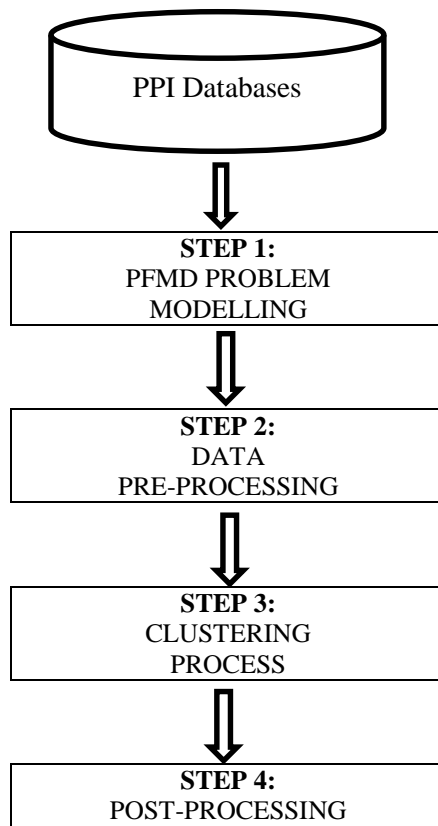 PPI Databases
STEP 1:
PFMD PROBLEM
MODELLING
STEP 2:
DATA
PRE-PROCESSING
STEP 3:
CLUSTERING
PROCESS
STEP 4:
POST-PROCESSING